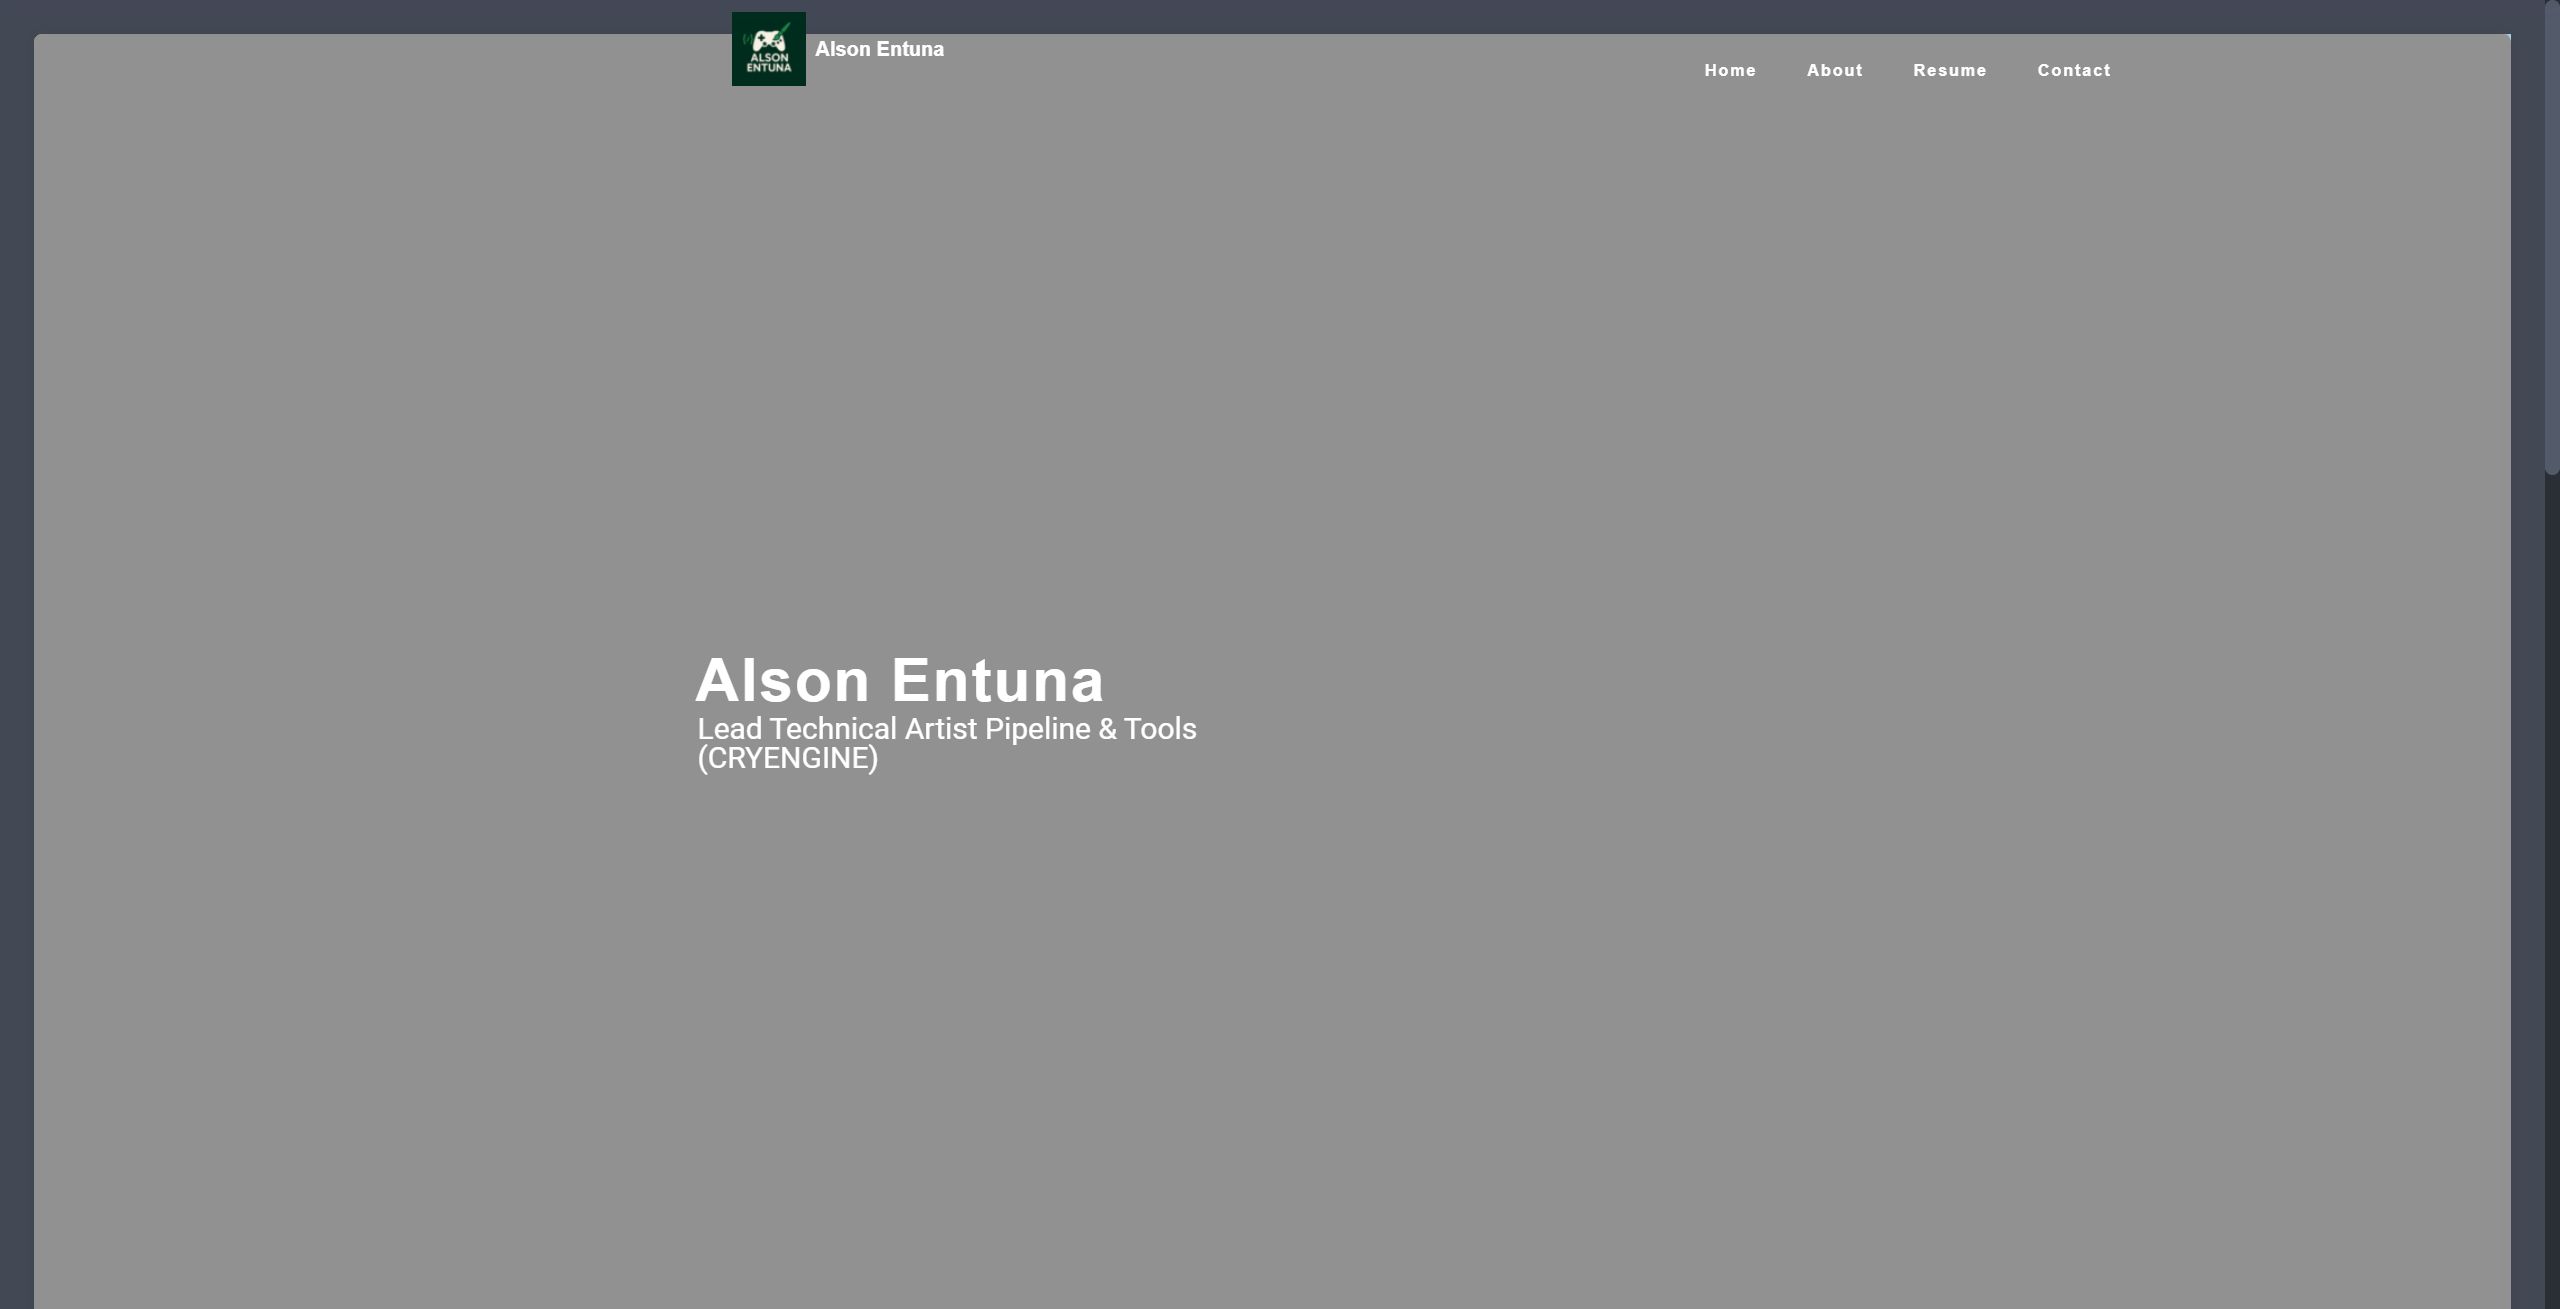 ALSON
ENTUNA
Alson Entuna
Home
About
Resume
Contact
Alson Entuna
Lead Technical Artist Pipeline & Tools
(CRYENGINE)